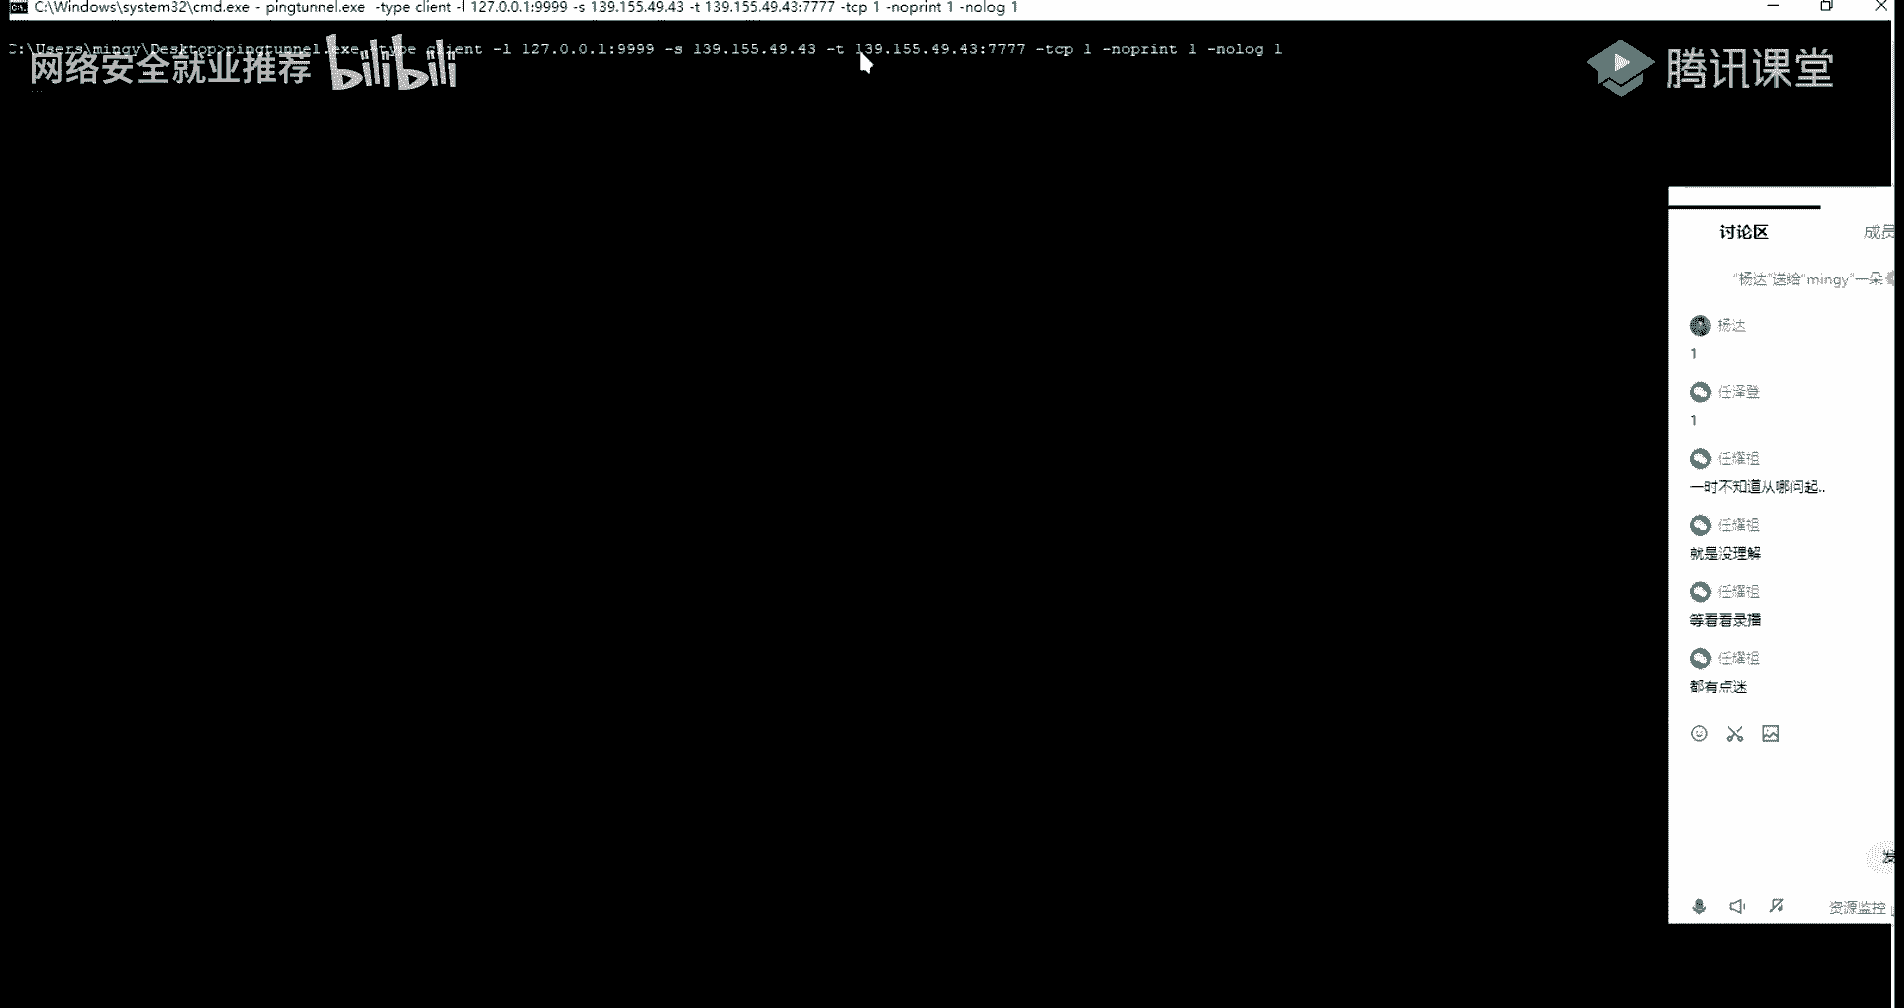 C:\Windows\system32\cmd.exe - pingtunnel.exe  -type client -l 127.0.0.1:9999 -s 139.155.49.43 -t 139.155.49.43:7777 -tcp 1 -noprint 1 -nolog 1
C:\Users\mingy\Desktop>pingtunnel.exe -type client -l 127.0.0.1:9999 -s 139.155.49.43 -t 139.155.49.43:7777 -tcp 1 -noprint 1 -nolog 1
网络安全就业推荐 bilibili
腾讯课堂
讨论区 成员
"杨达"送给"mingy"一朵
杨达
1
任泽登
1
任耀祖
一时不知道从哪问起..
任耀祖
就是没理解
任耀祖
等看看录播
任耀祖
都有点迷
发
资源监控